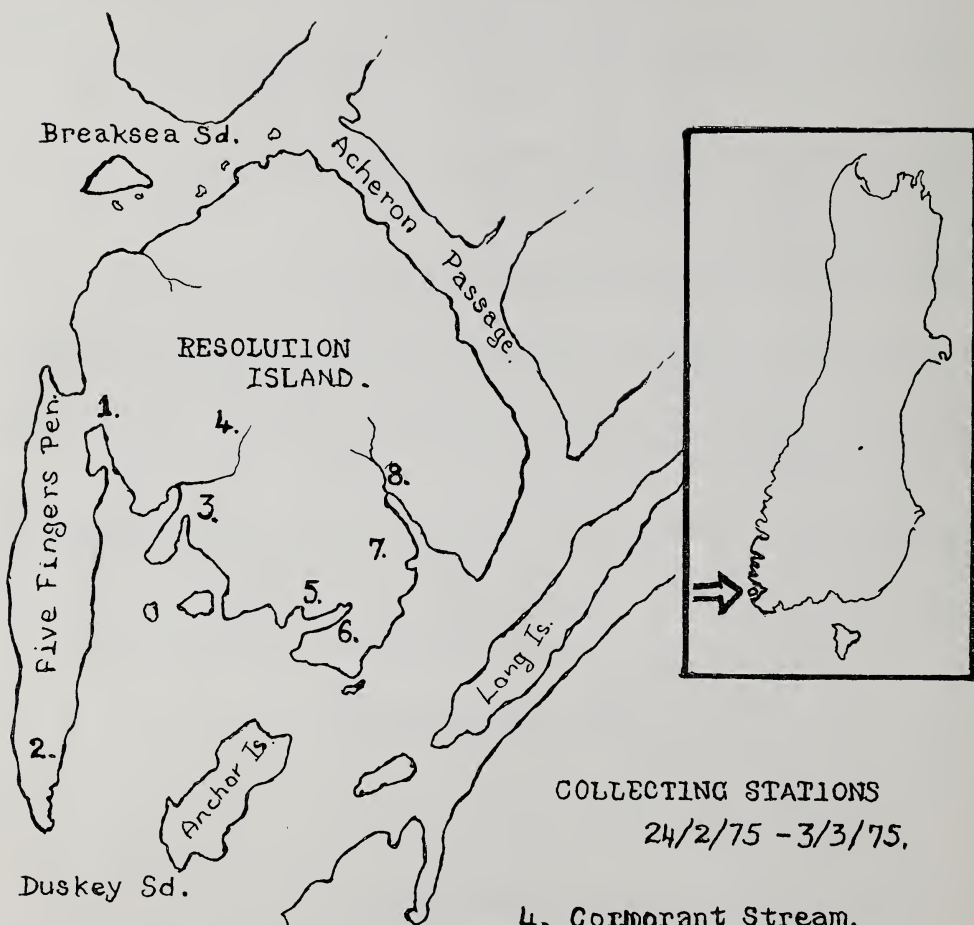 Breaksea Sd.
Acheron
Passage.
RESOLUTION
ISLAND.
1.
4.
Five Fingers Pen.
8.
3.
7.
5.
6.
Long Is.
2.
Anchor Is.
COLLECTING STATIONS
24/2/75 - 3/3/75.
Duskey Sd.
4. Cormorant Stream.